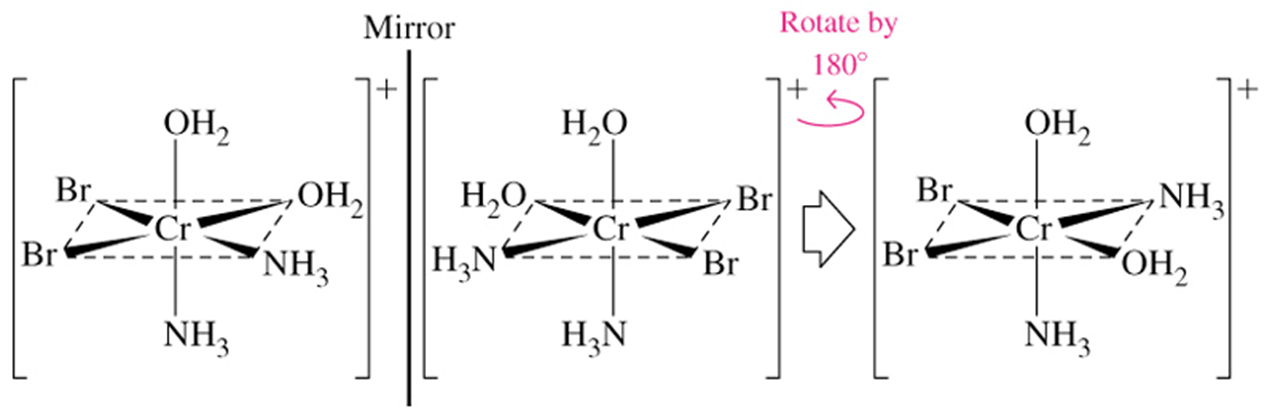 Mirror
Rotate by
180°
+
OH₂
Br
OH₂
Cr
Br
NH₃
NH₃
+
H₂O
H₂O
Br
Cr
H₃N
Br
H₃N
+
OH₂
Br
NH₃
Cr
Br
OH₂
NH₃